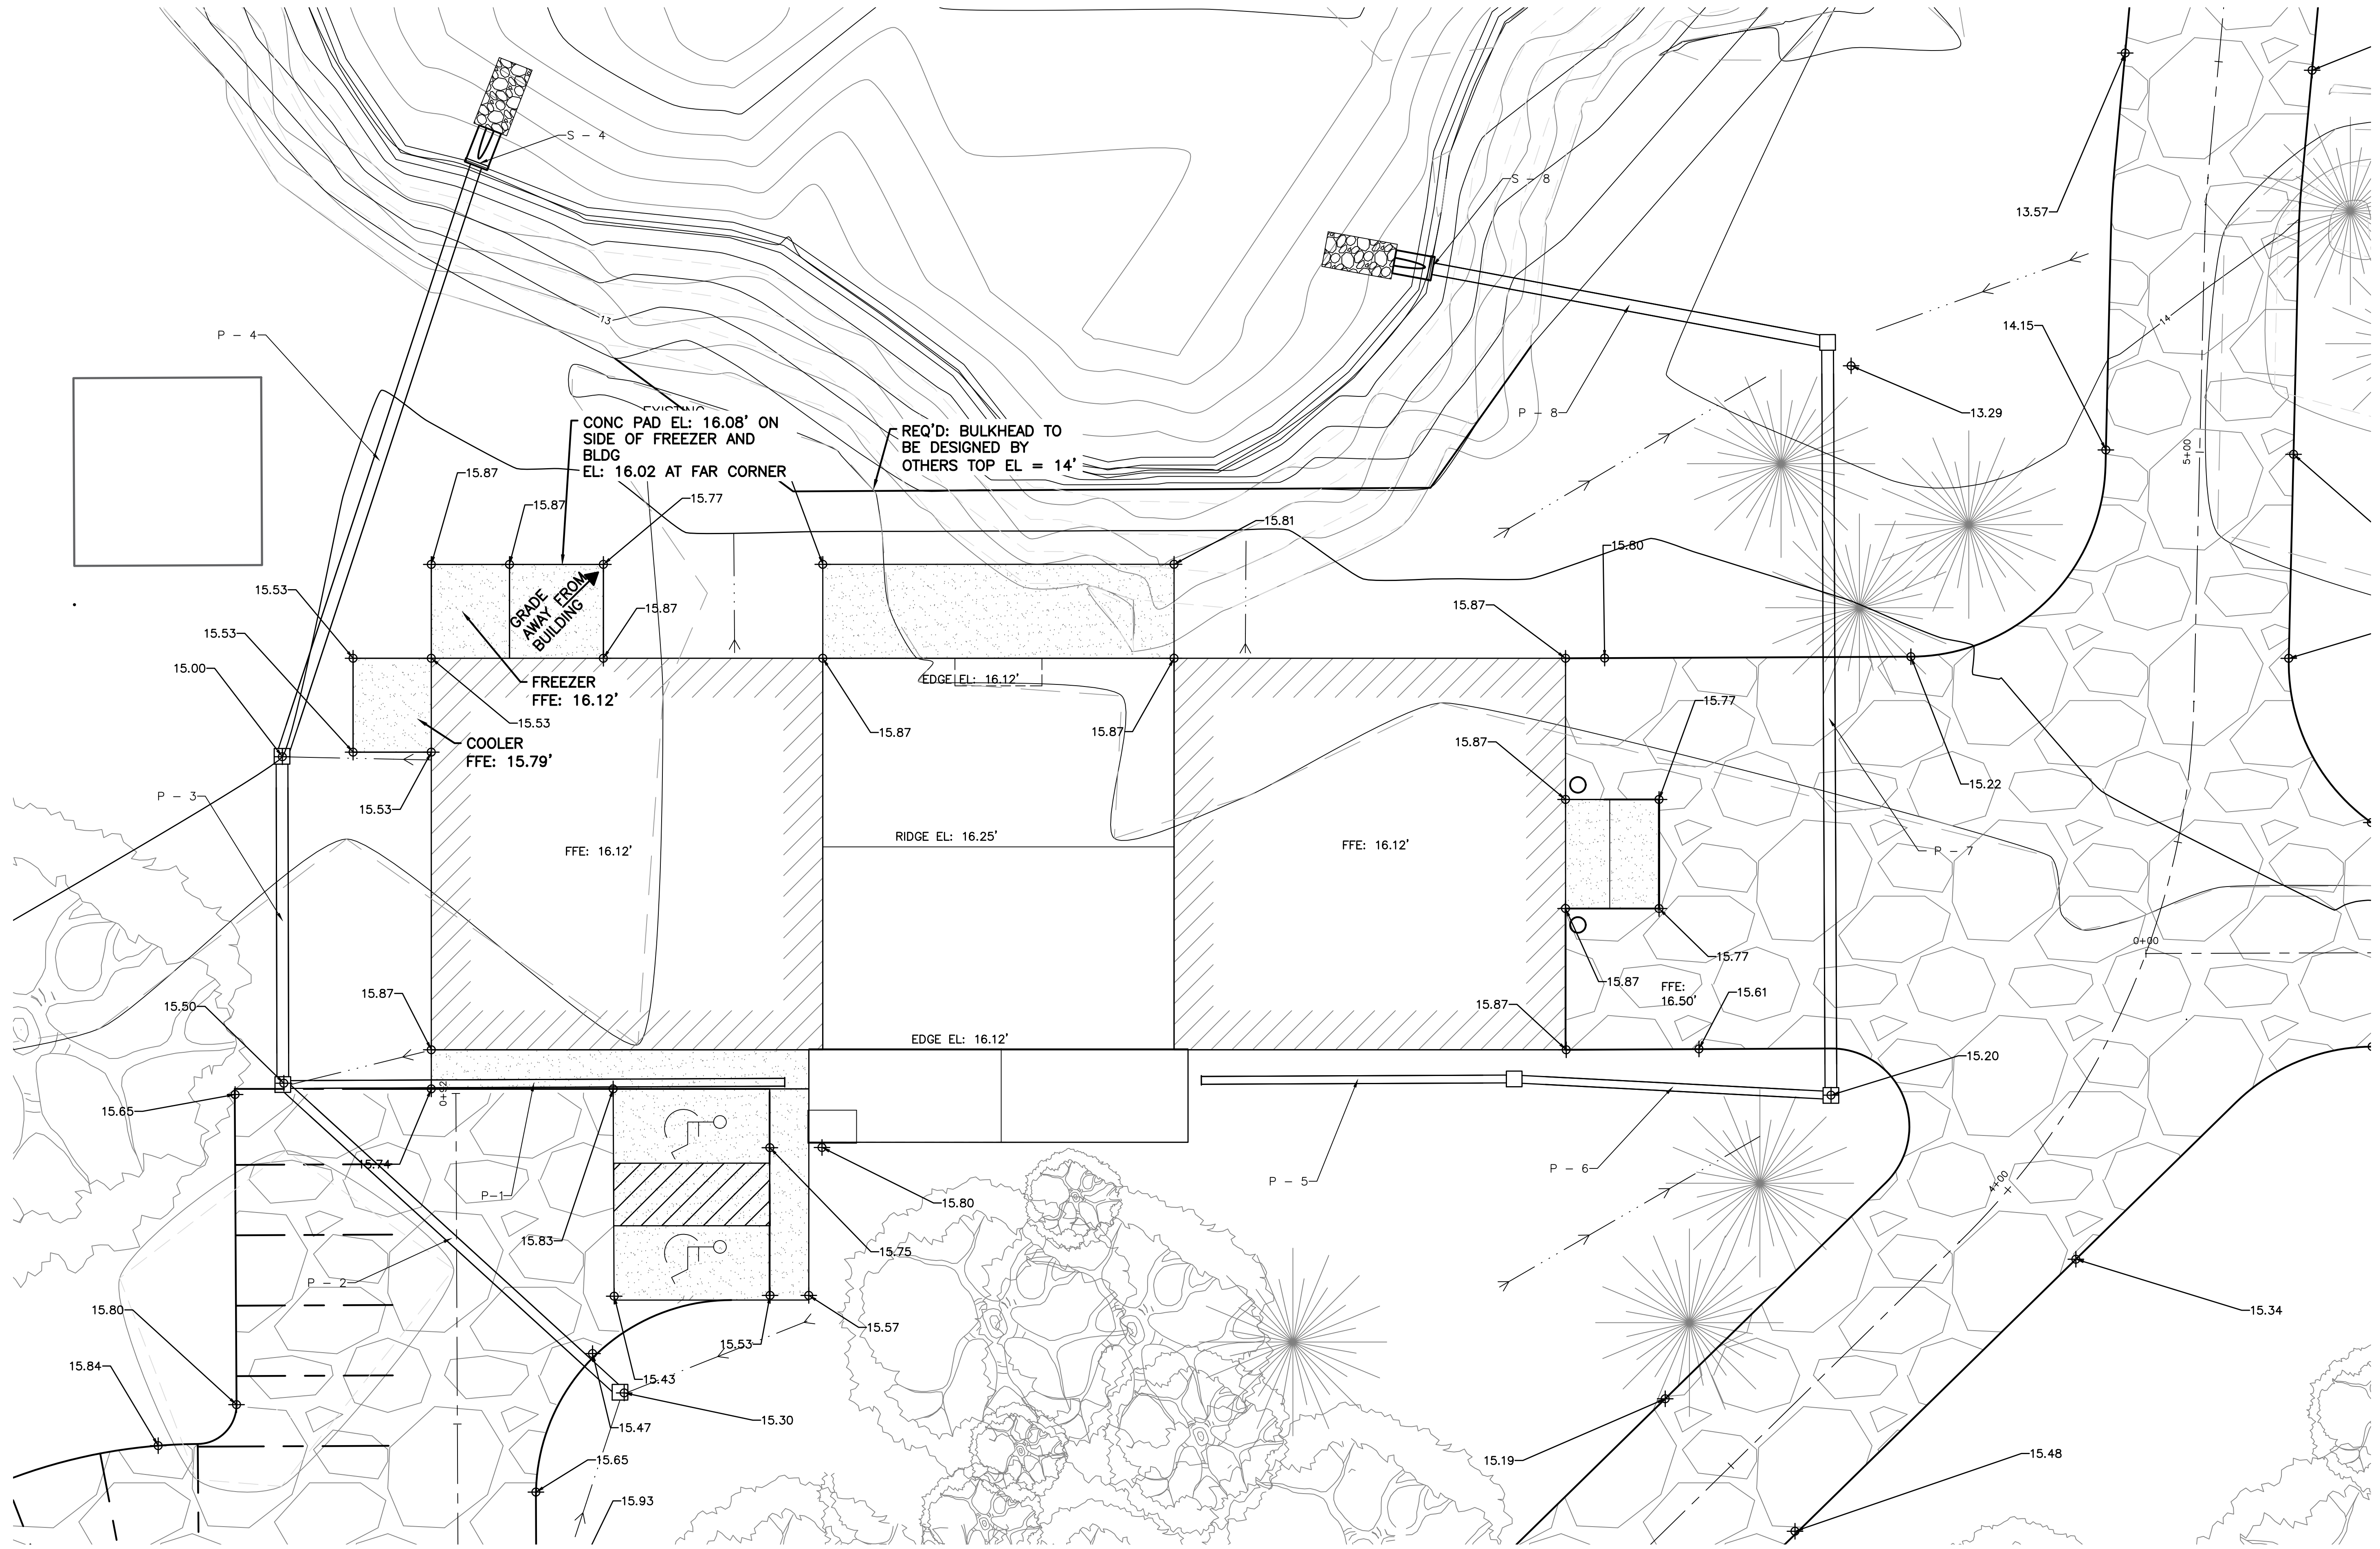 S - 4
S - 8
13.57
13
P - 4
14.15
14
P - 8
13.29
5+00
CONC PAD EL: 16.08' ON
SIDE OF FREEZER AND
BLDG
EL: 16.02 AT FAR CORNER
REQ'D: BULKHEAD TO
BE DESIGNED BY
OTHERS TOP EL = 14'
15.87
15.87
15.77
15.81
15.80
15.53
GRADE
AWAY FROM
BUILDING
15.87
15.87
15.53
15.00
FREEZER
FFE: 16.12'
EDGE EL: 16.12'
15.53
15.87
15.87
15.77
15.87
COOLER
FFE: 15.79'
15.22
P - 3
15.53
FFE: 16.12'
RIDGE EL: 16.25'
FFE: 16.12'
P - 7
0+00
15.77
15.87
FFE:
16.50'
15.61
15.87
15.50
15.87
EDGE EL: 16.12'
15.20
0+92
15.65
15.74
P-1
P - 5
P - 6
4+00
15.80
15.83
15.75
P - 2
15.80
15.57
15.34
15.53
15.84
15.43
15.30
15.47
15.65
15.19
15.48
15.93